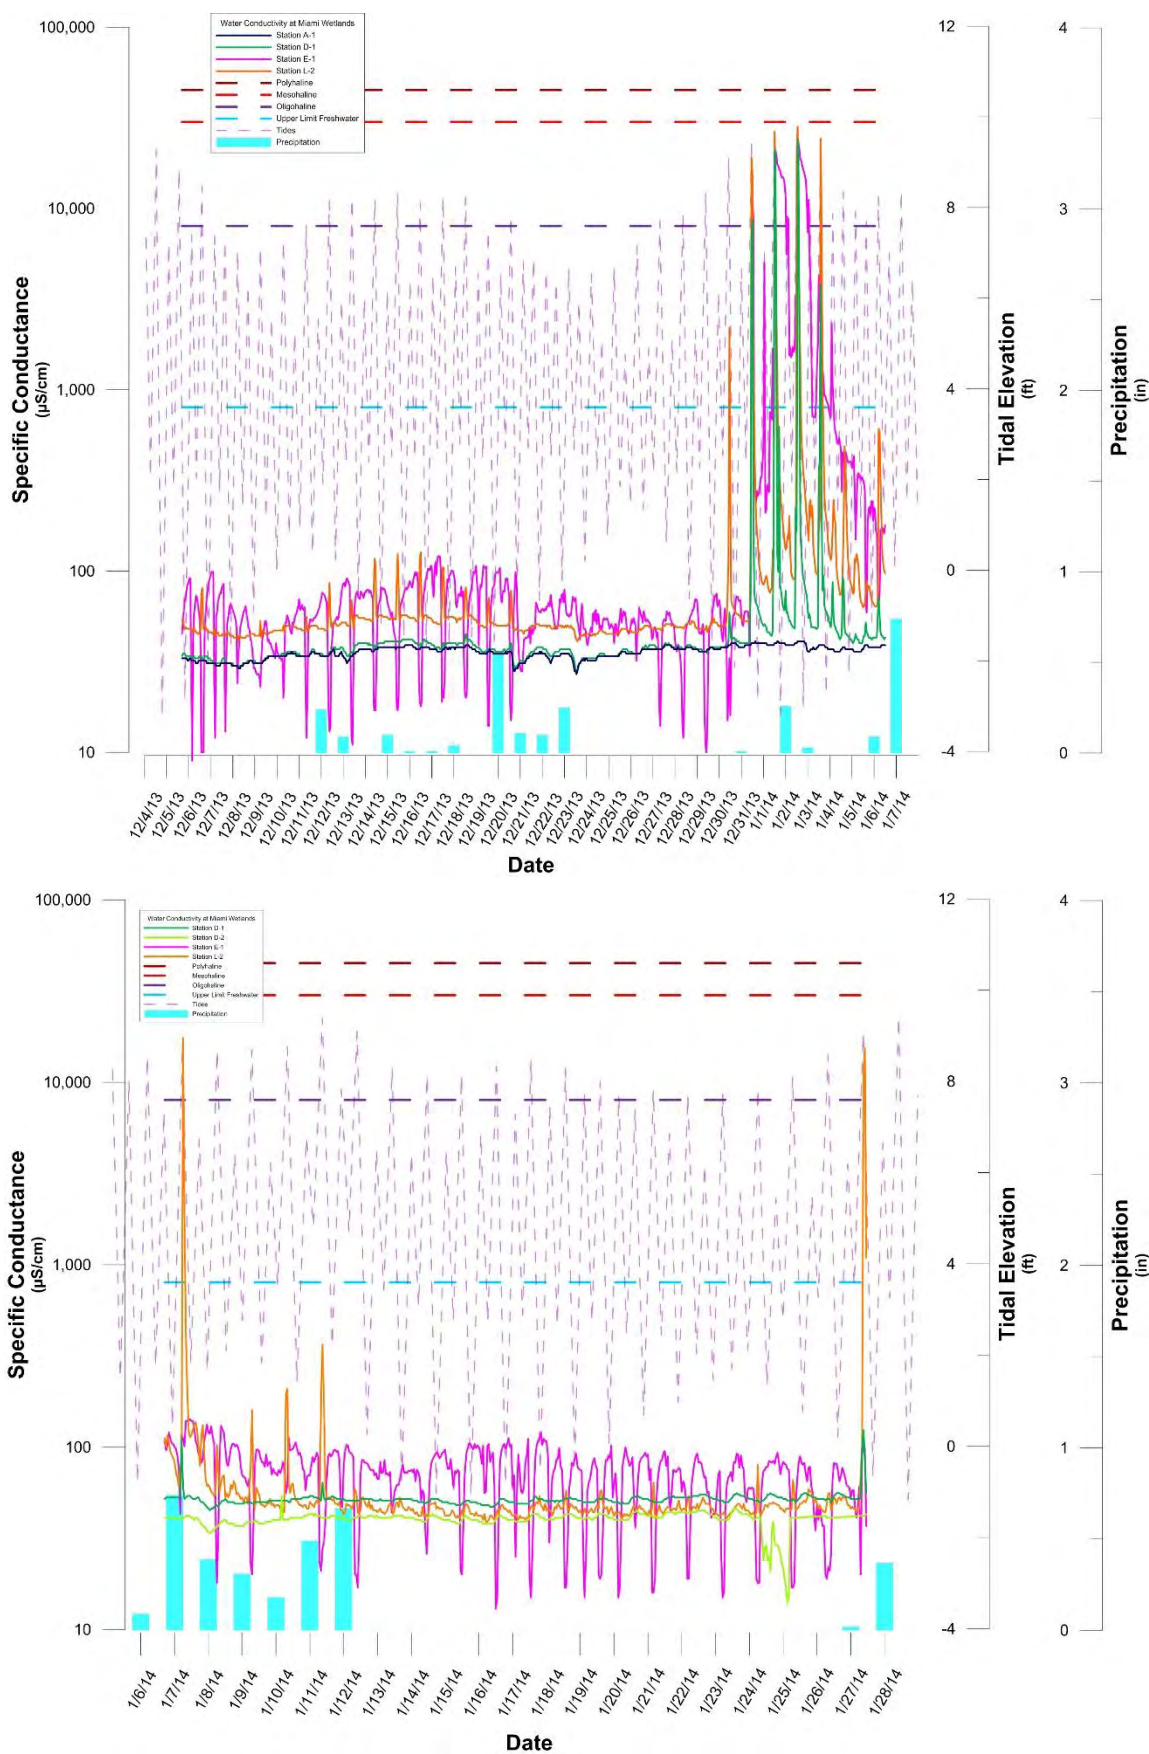 Water Conductivity at Miami Wetlands
Station A-1
Station D-1
Station E-1
Station L-2
Polyhaline
Mesohaline
Oligohaline
Upper Limit Freshwater
Tides
Precipitation
100,000
10,000
1,000
100
10
Specific Conductance
(µS/cm)
12
8
4
0
-4
Tidal Elevation
(ft)
4
3
2
1
0
Precipitation
(in)
12/4/13
12/5/13
12/6/13
12/7/13
12/8/13
12/9/13
12/10/13
12/11/13
12/12/13
12/13/13
12/14/13
12/15/13
12/16/13
12/17/13
12/18/13
12/19/13
12/20/13
12/21/13
12/22/13
12/23/13
12/24/13
12/25/13
12/26/13
12/27/13
12/28/13
12/29/13
12/30/13
12/31/13
1/1/14
1/2/14
1/3/14
1/4/14
1/5/14
1/6/14
1/7/14
Date
Water Conductivity at Miami Wetlands
Station D-1
Station D-2
Station E-1
Station L-2
Polyhaline
Mesohaline
Oligohaline
Upper Limit Freshwater
Tides
Precipitation
100,000
10,000
1,000
100
10
Specific Conductance
(µS/cm)
12
8
4
0
-4
Tidal Elevation
(ft)
4
3
2
1
0
Precipitation
(in)
1/6/14
1/7/14
1/8/14
1/9/14
1/10/14
1/11/14
1/12/14
1/13/14
1/14/14
1/15/14
1/16/14
1/17/14
1/18/14
1/19/14
1/20/14
1/21/14
1/22/14
1/23/14
1/24/14
1/25/14
1/26/14
1/27/14
1/28/14
Date